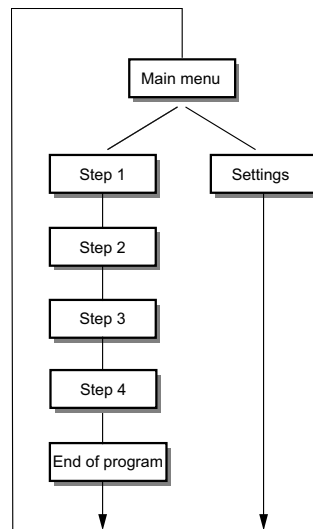 Main menu
Step 1
Settings
Step 2
Step 3
Step 4
End of program